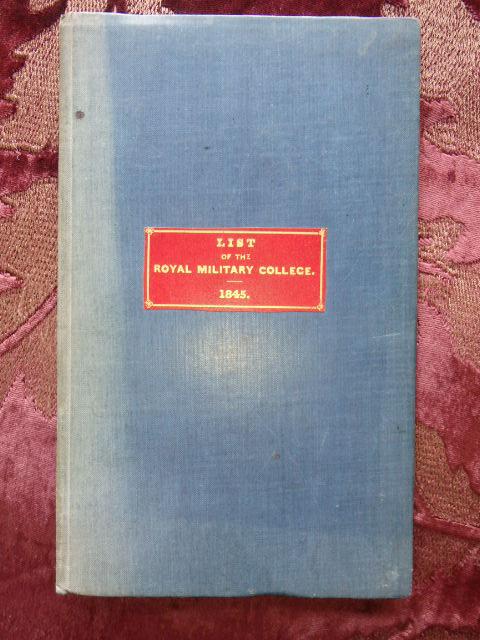 LIST
OF THE
ROYAL MILITARY COLLEGE.
1845.